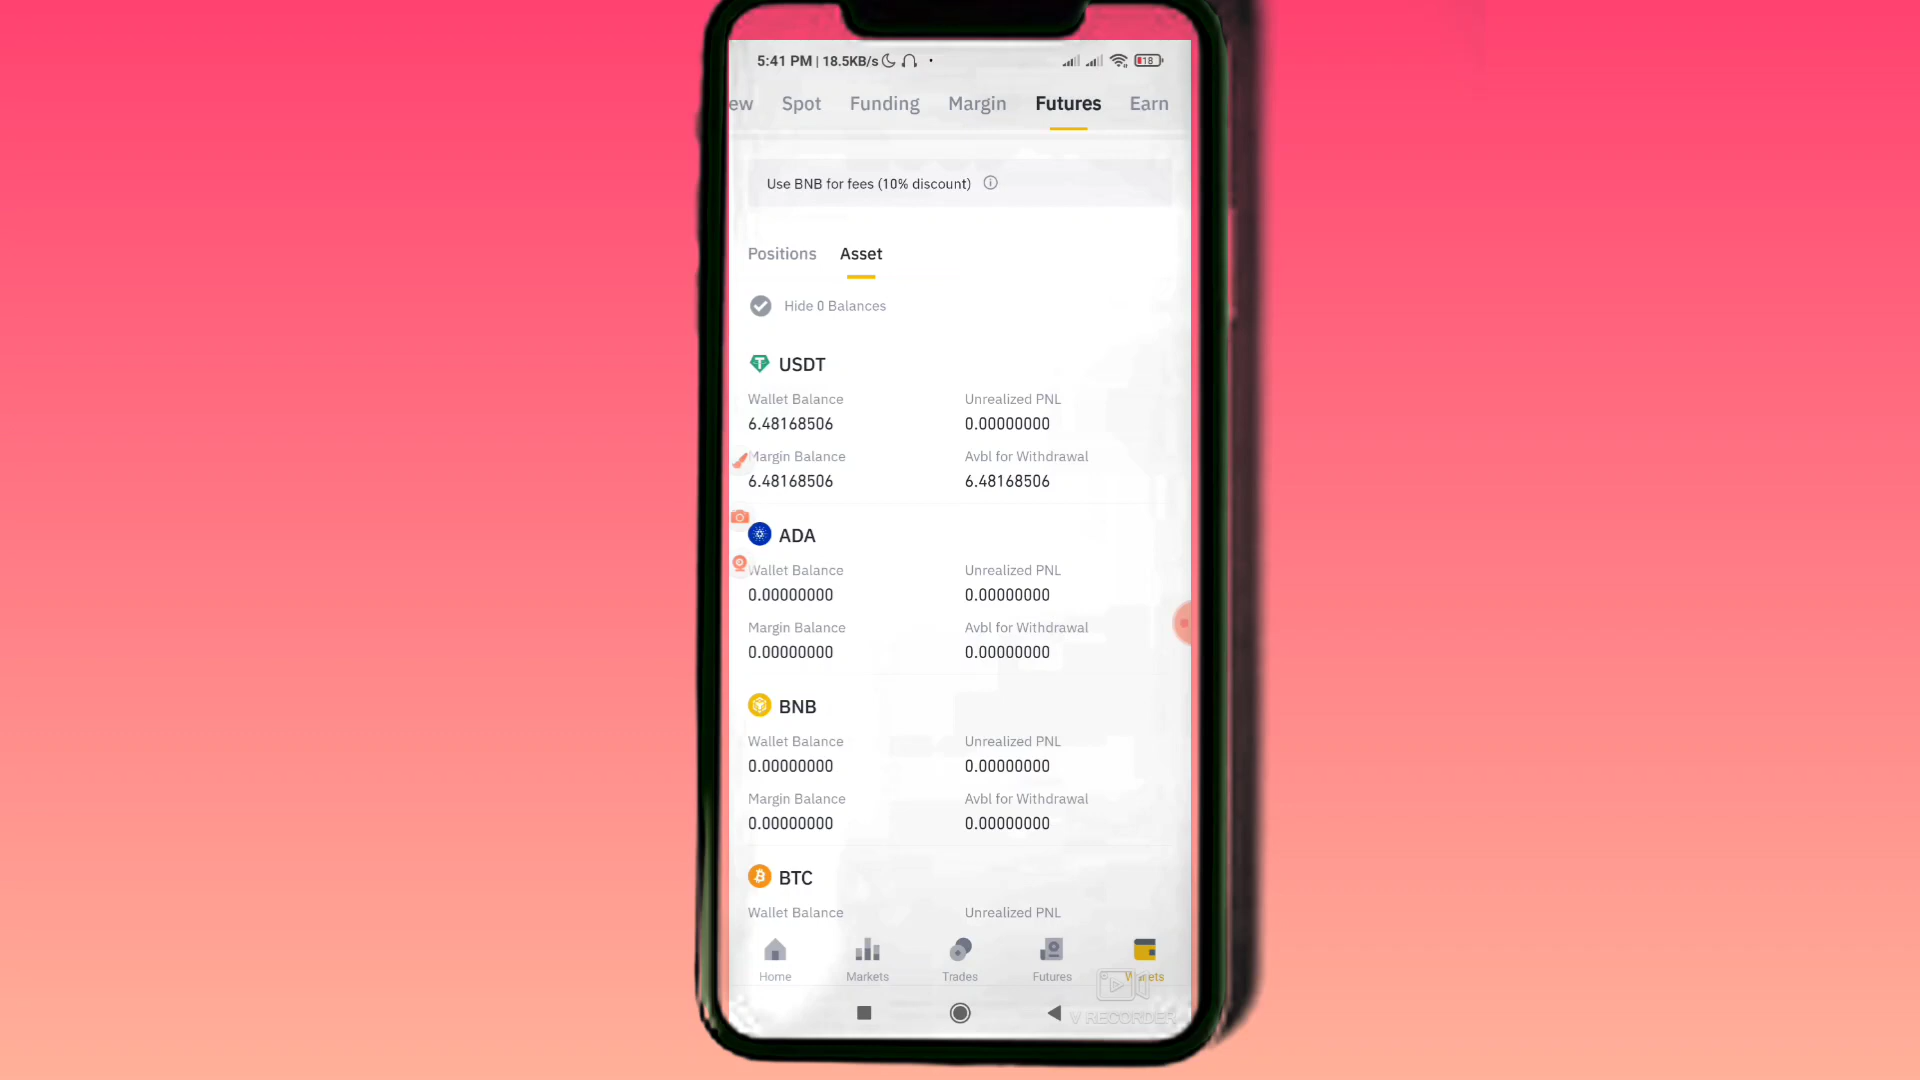 5:41 PM | 18.5KB/s 18
ew Spot Funding Margin Futures Earn
Use BNB for fees (10% discount)
Positions Asset
Hide 0 Balances
USDT
Wallet Balance Unrealized PNL
6.48168506 0.00000000
Margin Balance Avbl for Withdrawal
6.48168506 6.48168506
ADA
Wallet Balance Unrealized PNL
0.00000000 0.00000000
Margin Balance Avbl for Withdrawal
0.00000000 0.00000000
BNB
Wallet Balance Unrealized PNL
0.00000000 0.00000000
Margin Balance Avbl for Withdrawal
0.00000000 0.00000000
BTC
Wallet Balance Unrealized PNL
Home Markets Trades Futures Wallets
V RECORDER